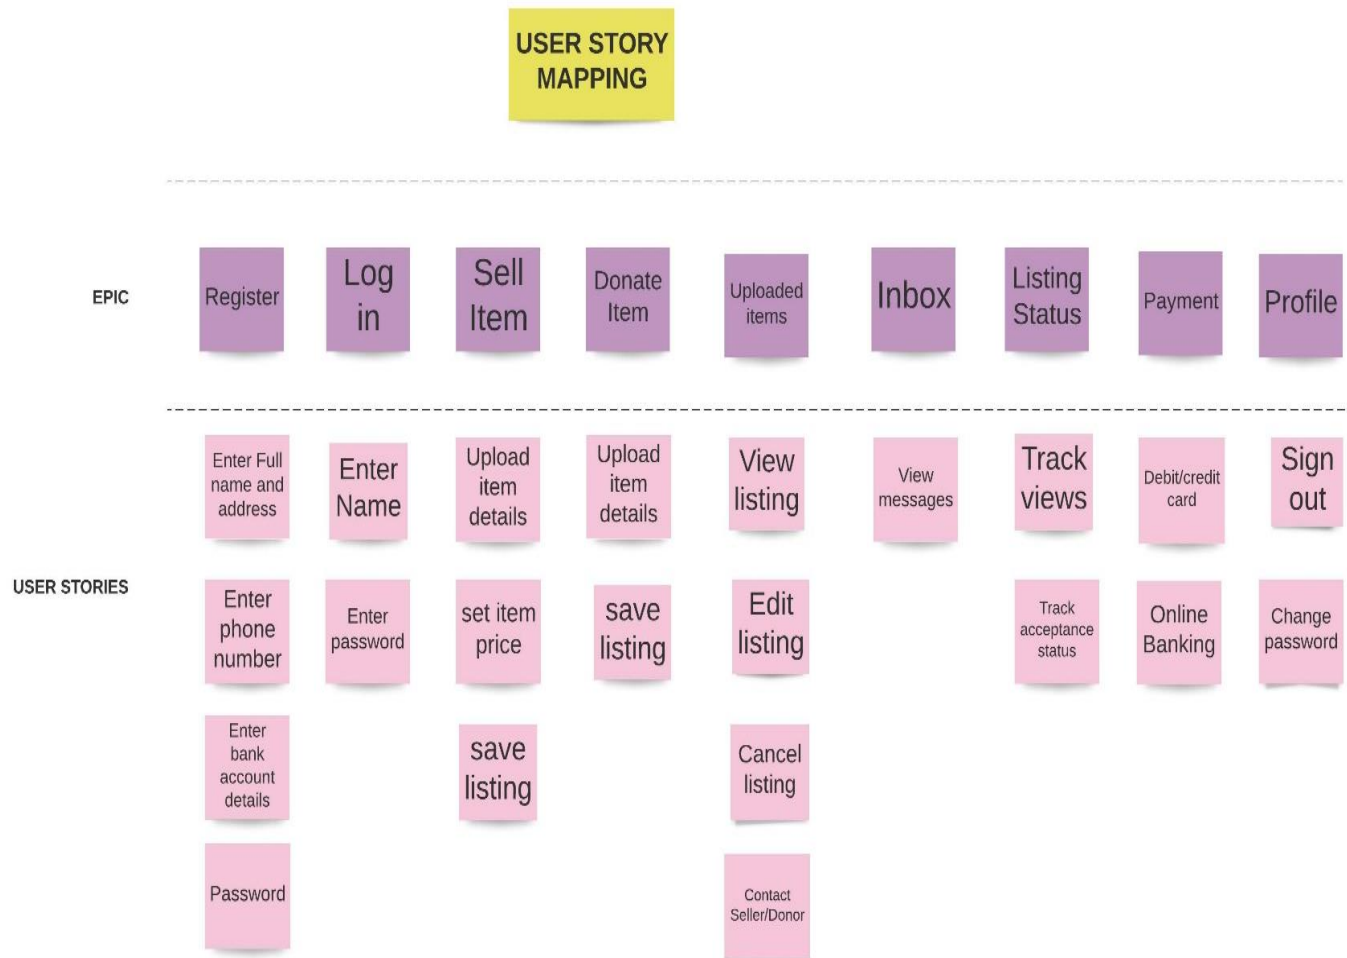 USER STORY
MAPPING
EPIC
Register
Log
in
Sell
Item
Donate
Item
Uploaded
items
Inbox
Listing
Status
Payment
Profile
USER STORIES
Enter Full
name and
address
Enter
Name
Upload
item
details
Upload
item
details
View
listing
View
messages
Track
views
Debit/credit
card
Sign
out
Enter
phone
number
Enter
password
set item
price
save
listing
Edit
listing
Track
acceptance
status
Online
Banking
Change
password
Enter
bank
account
details
save
listing
Cancel
listing
Password
Contact
Seller/Donor